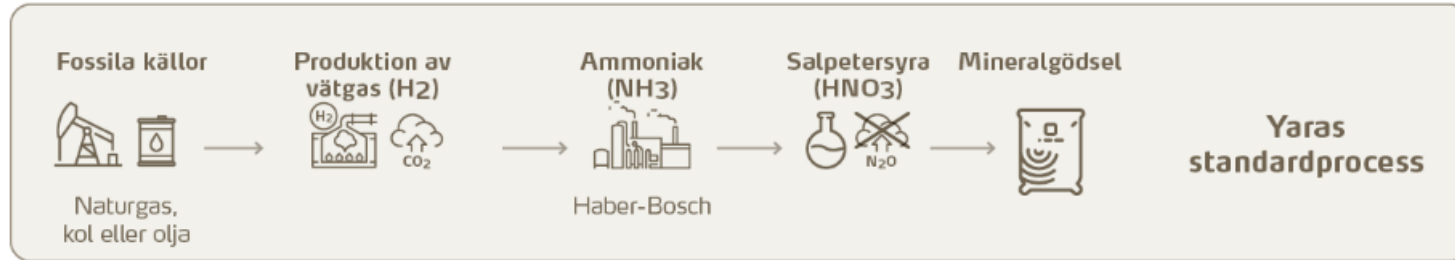 Fossila källor
Naturgas,
kol eller olja
Produktion av
vätgas (H2)
H2
CO2
Ammoniak
(NH3)
Haber-Bosch
Salpetersyra
(HNO3)
N2O
Mineralgödsel
Yaras
standardprocess